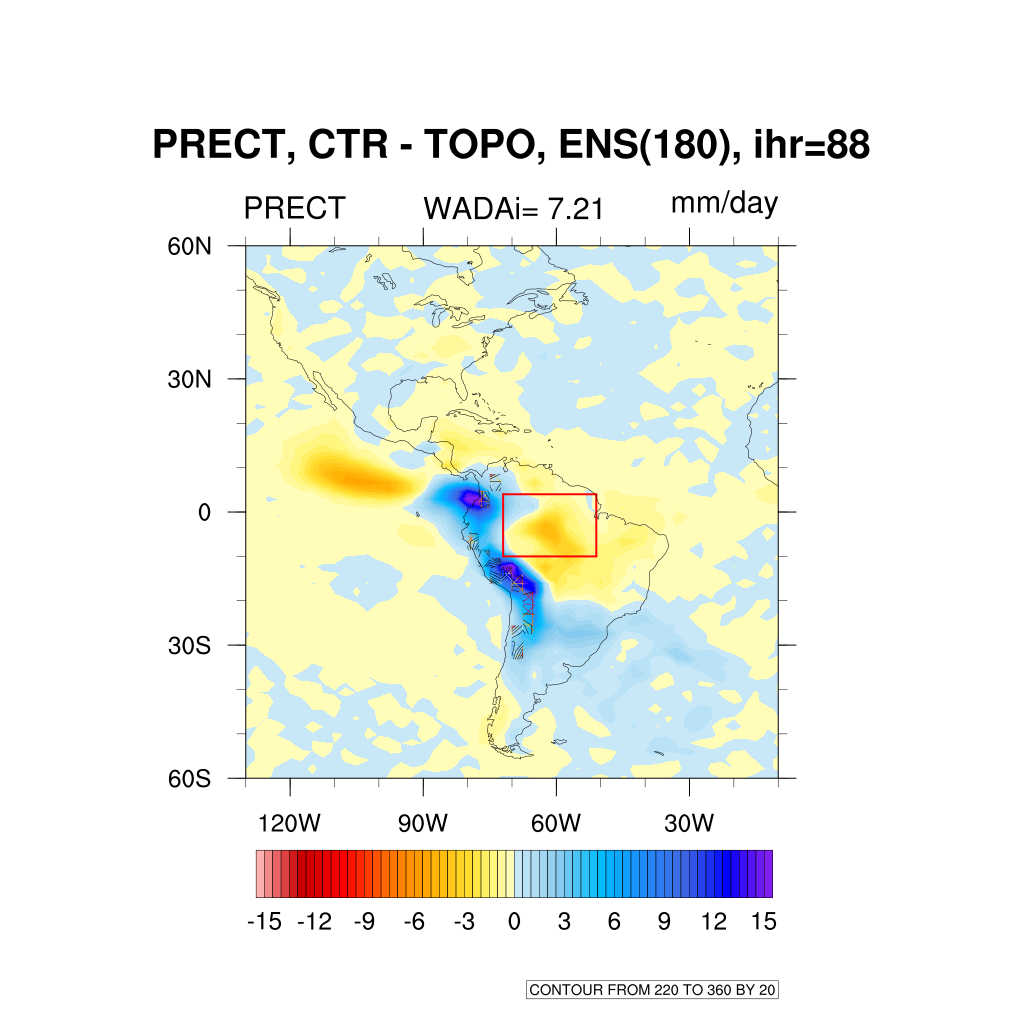 PRECT, CTR - TOPO, ENS(180), ihr=88
PRECT WADAi= 7.21 mm/day
60N
30N
0
30S
60S
120W 90W 60W 30W
-15 -12 -9 -6 -3 0 3 6 9 12 15
CONTOUR FROM 220 TO 360 BY 20